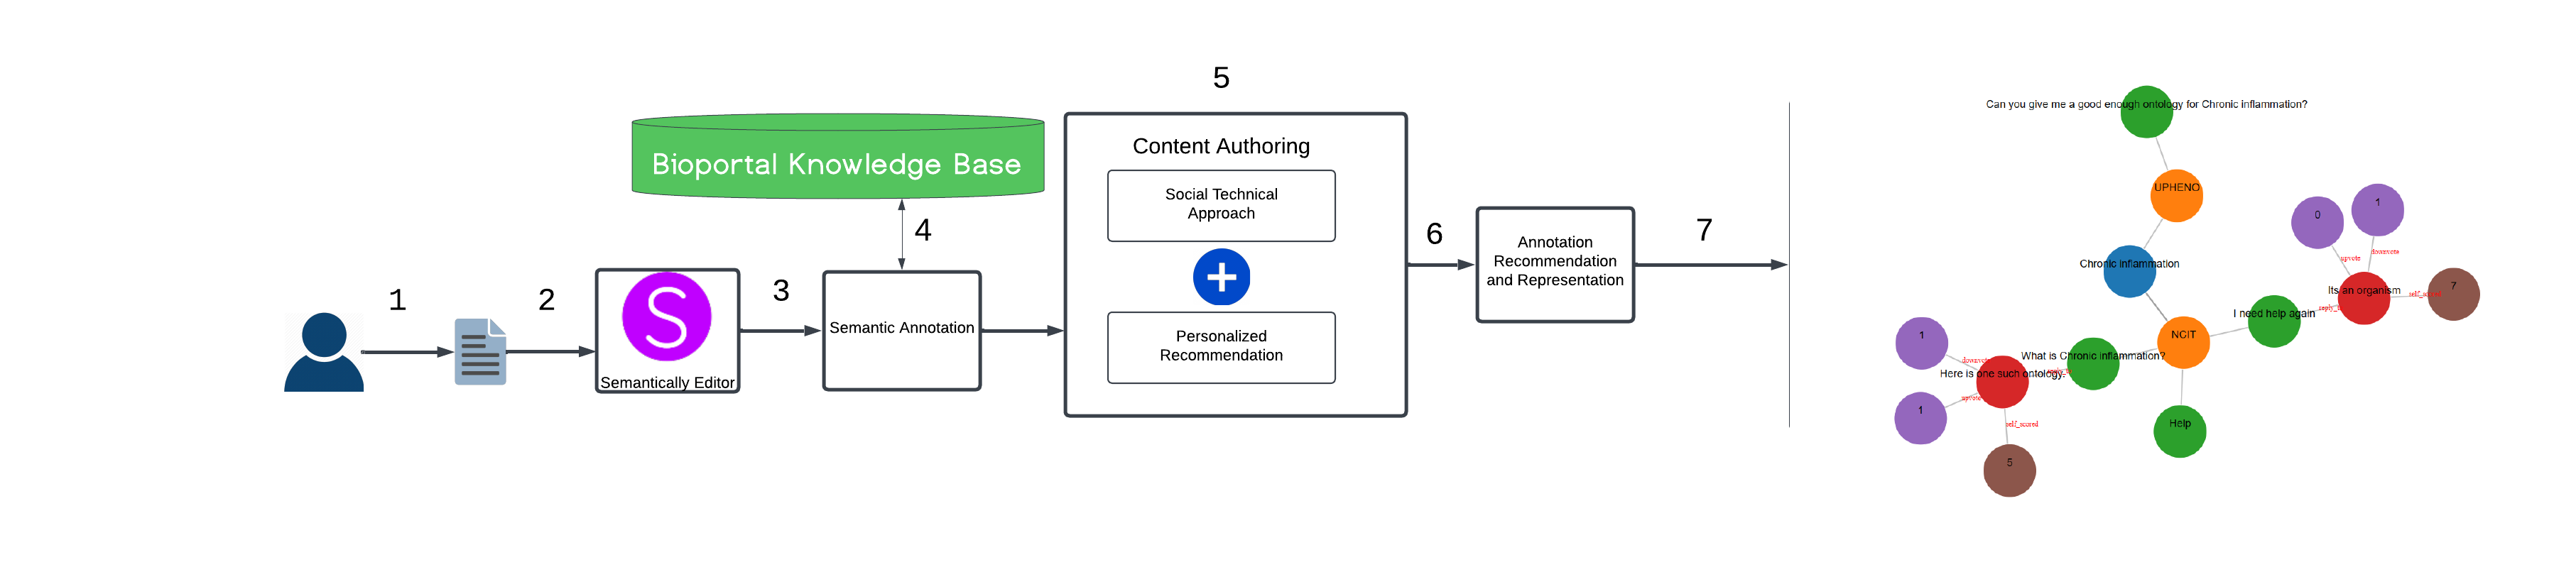 5
Bioportal Knowledge Base
Content Authoring
Social Technical
Approach
Personalized
Recommendation
1
2
3
4
6
7
S
Semantically Editor
Semantic Annotation
Annotation
Recommendation
and Representation
Can you give me a good enough ontology for Chronic inflammation?
UPHENO
Chronic inflammation
0
1
upvote
downvote
Its an organism
self_scored
7
I need help again
NCIT
What is Chronic inflammation?
1
downvote
Here is one such ontology.
upvote
1
self_scored
5
Help